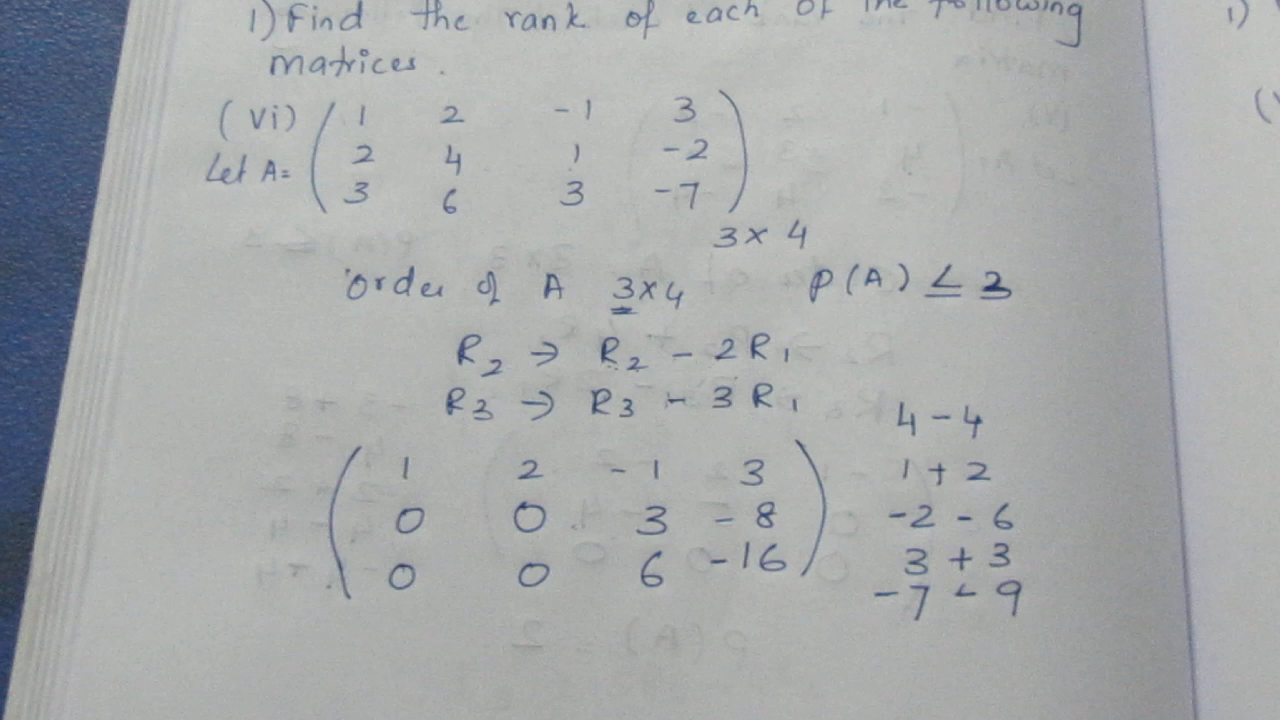 1) Find the rank of each of the following
matrices.
(vi) ( 1 2 -1 3
Let A= 2 4 1 -2
3 6 3 -7 )
3 x 4
Order of A 3x4 ρ(A) ≤ 3
R2 → R2 - 2R1
R3 → R3 - 3R1
4 - 4
( 1 2 -1 3 ) 1 + 2
0 0 3 -8 -2 - 6
0 0 6 -16 3 + 3
-7 - 9
1)
(